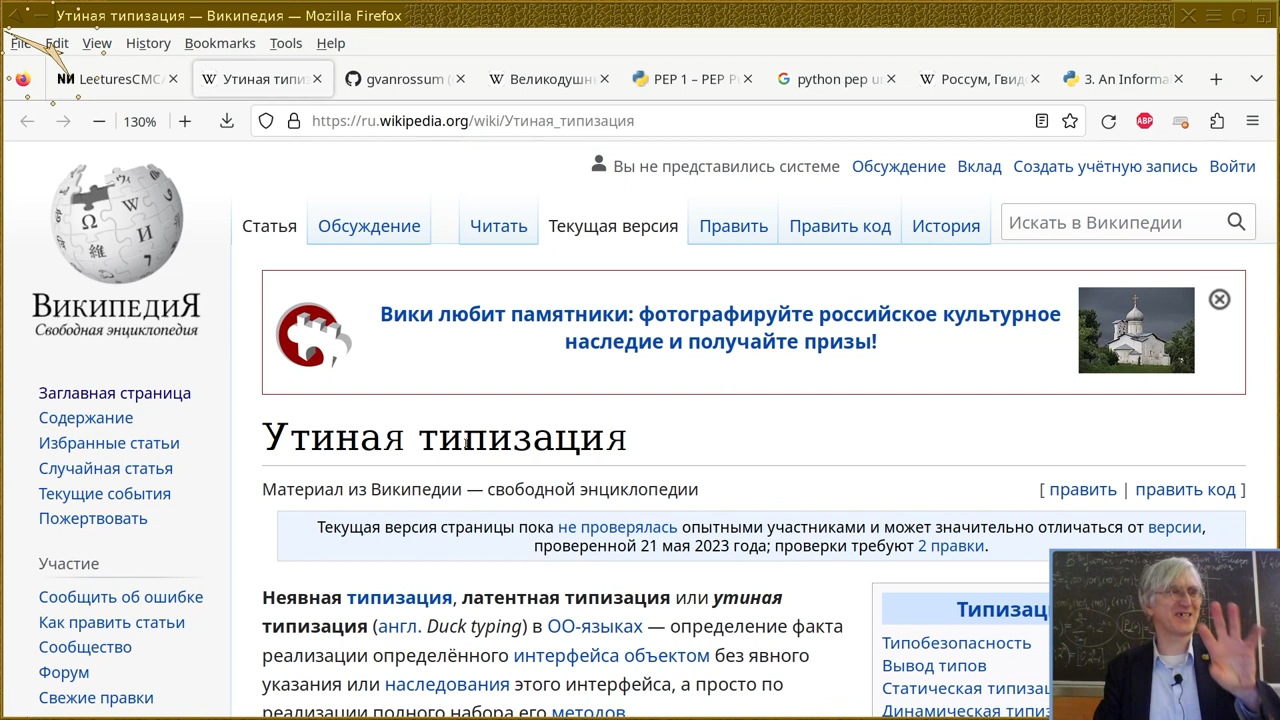 Утиная типизация — Википедия — Mozilla Firefox
File Edit View History Bookmarks Tools Help
LecturesCMC Утиная типи gvanrossum ( Великодуш PEP 1 – PEP P python pep u Россум, Гвид 3. An Informa
130% https://ru.wikipedia.org/wiki/Утиная_типизация
Вы не представились системе Обсуждение Вклад Создать учётную запись Войти
Статья Обсуждение Читать Текущая версия Править Править код История Искать в Википедии
ВикипедиЯ
Свободная энциклопедия
Вики любит памятники: фотографируйте российское культурное
наследие и получайте призы!
Заглавная страница
Содержание
Избранные статьи
Случайная статья
Текущие события
Пожертвовать
Участие
Сообщить об ошибке
Как править статьи
Сообщество
Форум
Свежие правки
Утиная типизация
Материал из Википедии — свободной энциклопедии [ править | править код ]
Текущая версия страницы пока не проверялась опытными участниками и может значительно отличаться от версии,
проверенной 21 мая 2023 года; проверки требуют 2 правки.
Неявная типизация, латентная типизация или утиная
типизация (англ. Duck typing) в ОО-языках — определение факта
реализации определённого интерфейса объектом без явного
указания или наследования этого интерфейса, а просто по
реализации полного набора его методов.
Типизац
Типобезопасность
Вывод типов
Статическая типизац
Динамическая типиз